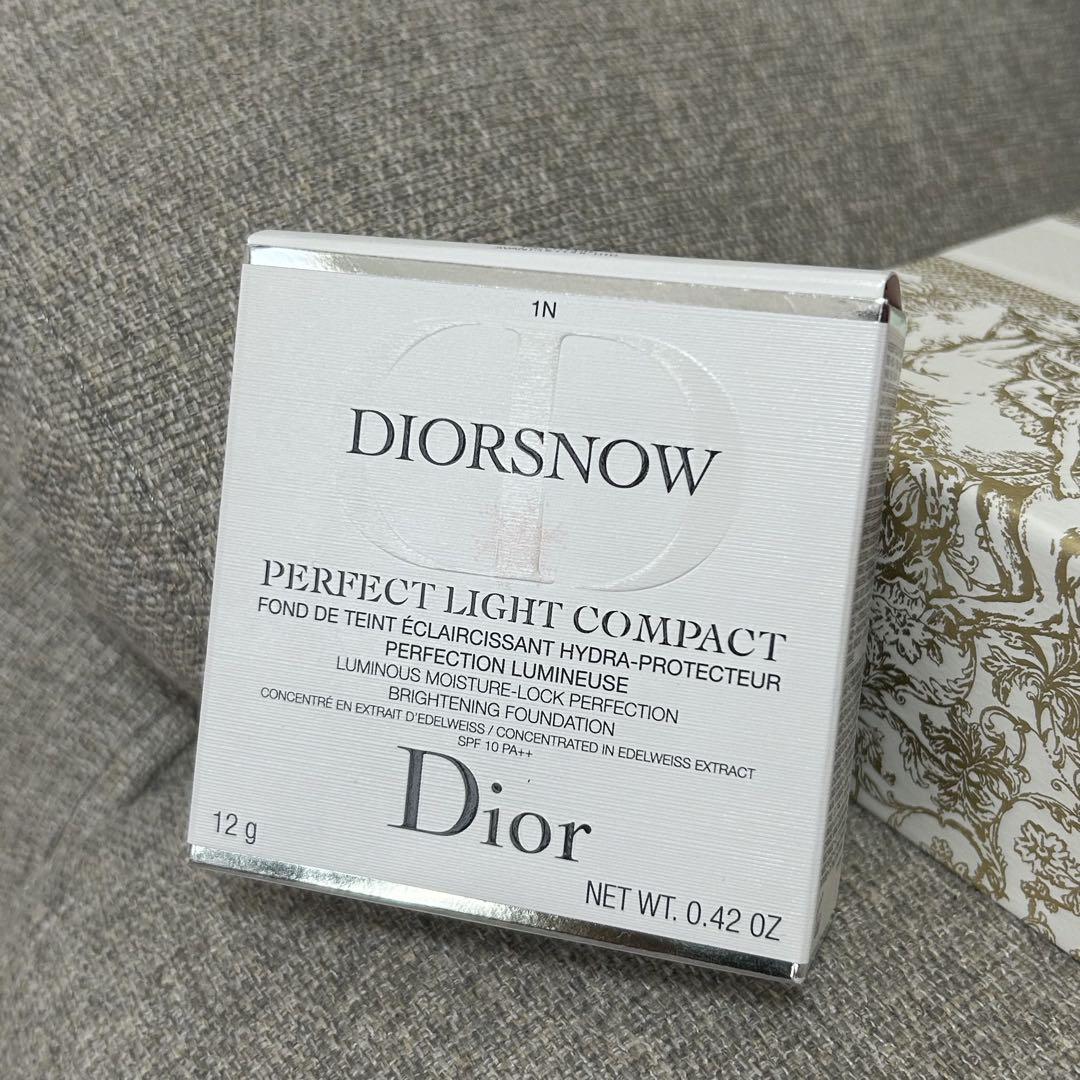 1N
DIORSNOW
PERFECT LIGHT COMPACT
FOND DE TEINT ÉCLAIRCISSANT HYDRA-PROTECTEUR
PERFECTION LUMINEUSE
LUMINOUS MOISTURE-LOCK PERFECTION
BRIGHTENING FOUNDATION
CONCENTRÉ EN EXTRAIT D'EDELWEISS / CONCENTRATED IN EDELWEISS EXTRACT
SPF 10 PA++
Dior
12 g
NET WT. 0.42 OZ